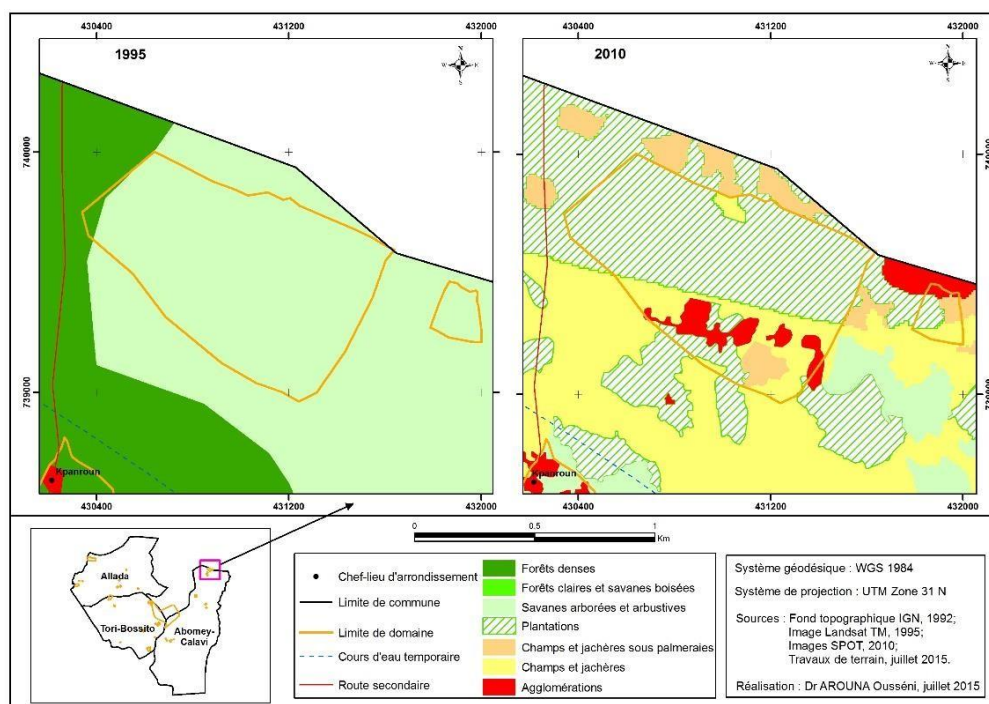 430400 431200 432000
430400 431200 432000
1995
N
W E
S
2010
N
W E
S
740000
740000
739000
739000
Kpanroun
Kpanroun
430400 431200 432000
430400 431200 432000
0 0.5 1
Km
Allada
Tori-Bossito
Abomey-
Calavi
Chef-lieu d'arrondissement
Limite de commune
Limite de domaine
Cours d'eau temporaire
Route secondaire
Forêts denses
Forêts claires et savanes boisées
Savanes arborées et arbustives
Plantations
Champs et jachères sous palmeraies
Champs et jachères
Agglomérations
Système géodésique : WGS 1984
Système de projection : UTM Zone 31 N
Sources : Fond topographique IGN, 1992;
Image Landsat TM, 1995;
Images SPOT, 2010;
Travaux de terrain, juillet 2015.
Réalisation : Dr AROUNA Ousséni, juillet 2015